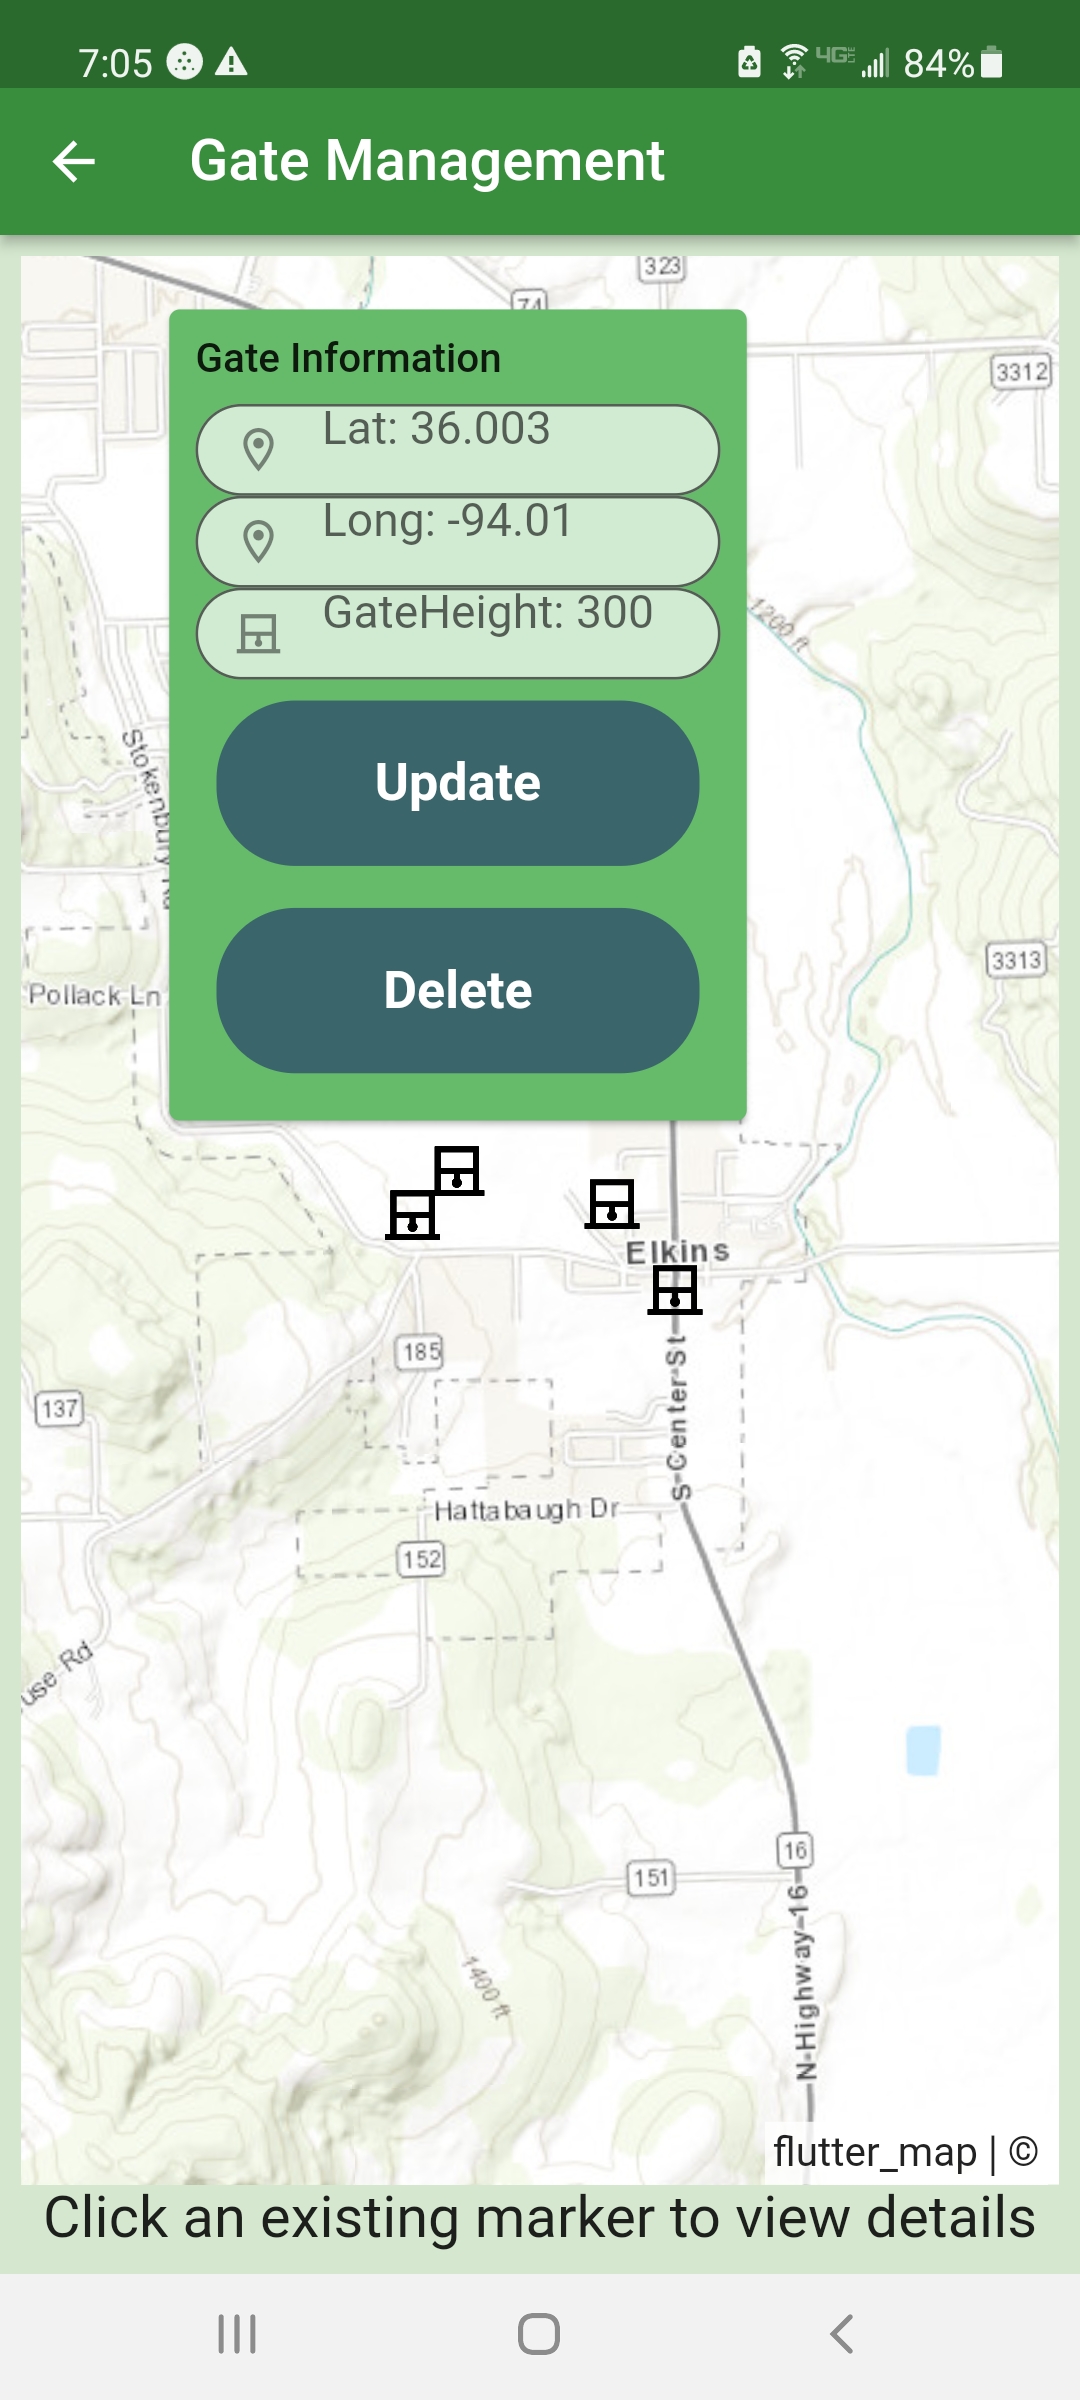 7:05 4G 84%
Gate Management
323
74
3312
Gate Information
Lat: 36.003
Long: -94.01
GateHeight: 300
1200 ft
Update
Stokenbury
3313
Delete
Pollack Ln
Elkins
185
S Center St
137
Hattabaugh Dr
152
use Rd
16
151
N Highway 16
1400 ft
flutter_map | ©
Click an existing marker to view details